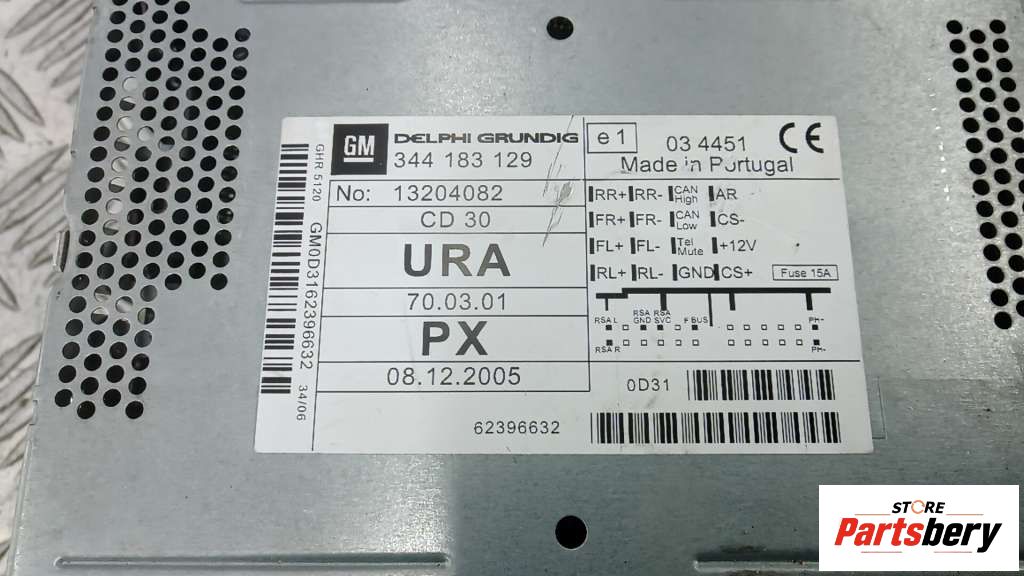 GM DELPHI GRUNDIG
344 183 129
No: 13204082
CD 30
URA
70.03.01
PX
08.12.2005
62396632
GHR 5120
GM0D3162396632
34/06
e1 03 4451 CE
Made in Portugal
RR+ RR- CAN High AR
FR+ FR- CAN Low CS-
FL+ FL- Tel Mute +12V
RL+ RL- GND CS+ Fuse 15A
RSA L RSA GND RSA SVC F BUS PH-
RSA R PH-
0D31
STORE
Partsbery